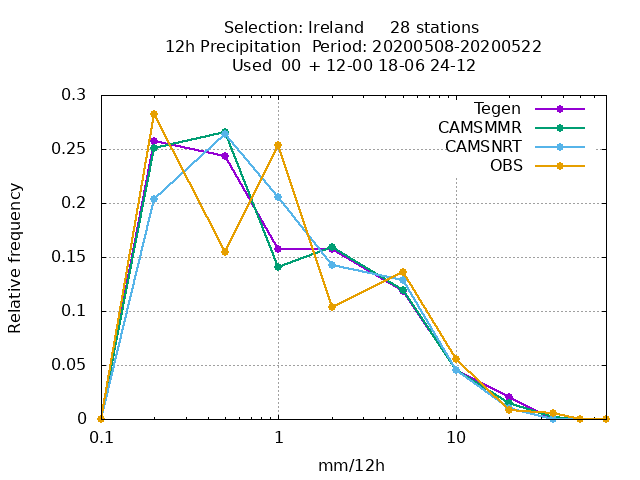 Selection: Ireland     28 stations
12h Precipitation  Period: 20200508-20200522
Used  00 + 12-00 18-06 24-12
0.3
0.25
0.2
0.15
0.1
0.05
0
Relative frequency
Tegen
CAMSMMR
CAMSNRT
OBS
0.1 1 10
mm/12h